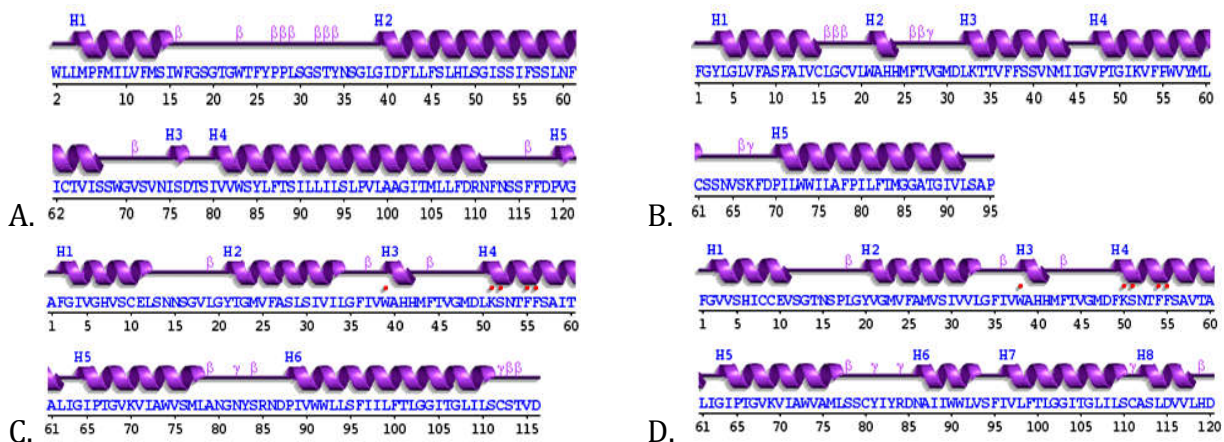 H1 β β βββ βββ H2
WLLMPFMILVFMSIWFGSGTGWTFYPPLSGSTYNSGLGIDFLLFSLHLSGISSIFSSLNF
2 10 15 20 25 30 35 40 45 50 55 60
β H3 H4 β H5
ICTVISSWGVSVNISDTSIVVWSYLFTSILLILSLPVLAAGITMLLFDRNFNSSFFDPVG
62 70 75 80 85 90 95 100 105 110 115 120
A.
H1 βββ H2 ββγ H3 H4
FGYLGLVFASFAIVCLGCVLWAHHMFTVGMDLKTTVFFSSVNMIIGVPTGIKVFFWVYML
1 5 10 15 20 25 30 35 40 45 50 55 60
βγ H5
CSSNVSKFDPILWWILAFPILFTMGGATGIVLSAP
61 65 70 75 80 85 90 95
B.
H1 β H2 β H3 β H4
AFGIVGHVSCELSNNSGVLGYTGMVFASLSIVILGFIVWAHHMFTVGMDLKSNTFFSAIT
1 5 10 15 20 25 30 35 40 45 50 55 60
H5 β γ β H6 γββ
ALIGIPTGVKVIAWVSMLANGNYSRNDPIVWWLLSFIILFTLGGITGLILSCSTVD
61 65 70 75 80 85 90 95 100 105 110 115
C.
H1 β H2 β H3 β H4
FGVVSHICCEVSGTNSPLGYVGMVFAMVSIVVLGFIVWAHHMFTVGMDFKSNTFFSAVTA
1 5 10 15 20 25 30 35 40 45 50 55 60
H5 β γ γ H6 H7 γ H8 β
LIGIPTGVKVIAWVAMLSSCYIYRDNAIIWWLVSFIVLFTLGGITGLILSCASLDVVLHD
61 65 70 75 80 85 90 95 100 105 110 115 120
D.